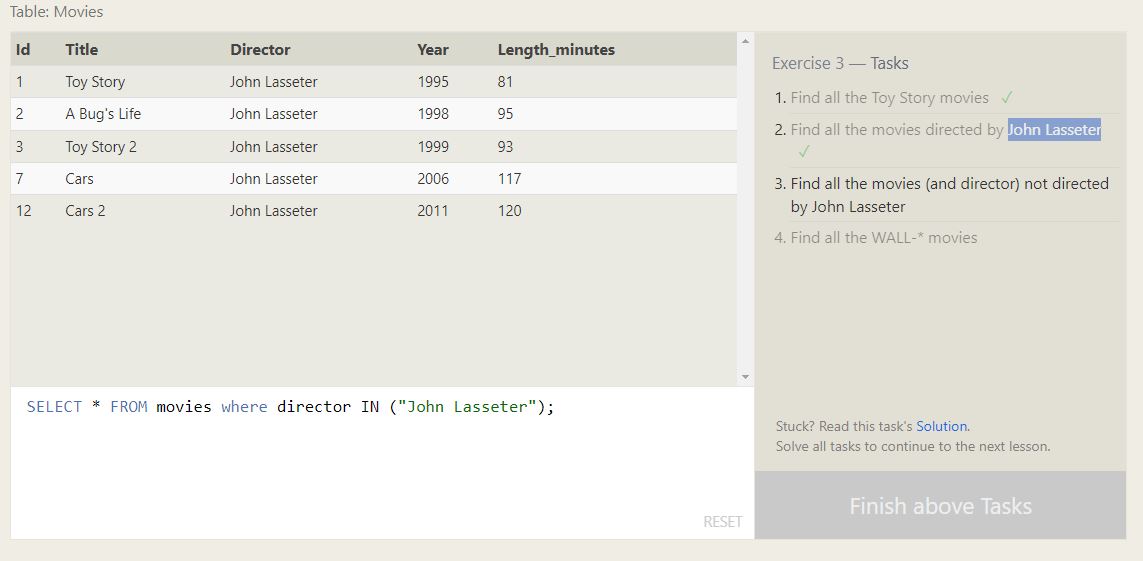 Table: Movies
Id Title Director Year Length_minutes
1 Toy Story John Lasseter 1995 81
2 A Bug's Life John Lasseter 1998 95
3 Toy Story 2 John Lasseter 1999 93
7 Cars John Lasseter 2006 117
12 Cars 2 John Lasseter 2011 120
SELECT * FROM movies where director IN ("John Lasseter");
RESET
Exercise 3 — Tasks
1. Find all the Toy Story movies ✓
2. Find all the movies directed by John Lasseter
✓
3. Find all the movies (and director) not directed
by John Lasseter
4. Find all the WALL-* movies
Stuck? Read this task's Solution.
Solve all tasks to continue to the next lesson.
Finish above Tasks